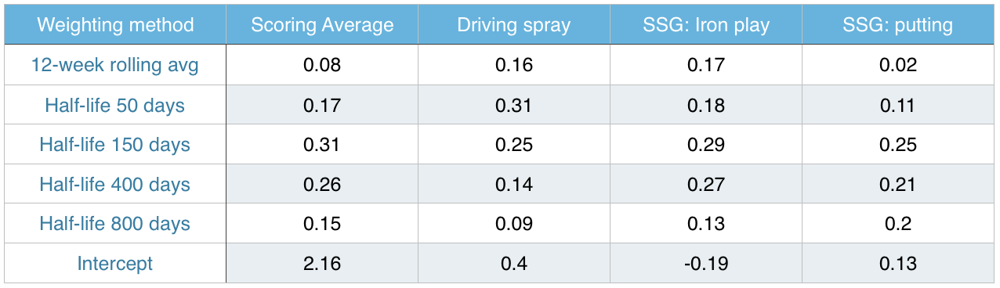 Weighting method Scoring Average Driving spray SSG: Iron play SSG: putting
12-week rolling avg 0.08 0.16 0.17 0.02
Half-life 50 days 0.17 0.31 0.18 0.11
Half-life 150 days 0.31 0.25 0.29 0.25
Half-life 400 days 0.26 0.14 0.27 0.21
Half-life 800 days 0.15 0.09 0.13 0.2
Intercept 2.16 0.4 -0.19 0.13